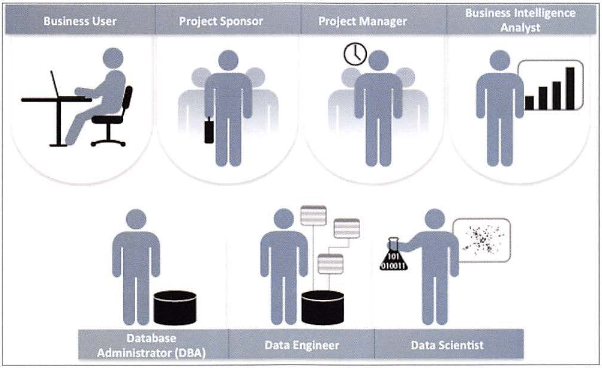 Business User
Project Sponsor
Project Manager
Business Intelligence
Analyst
101
010011
Database
Administrator (DBA)
Data Engineer
Data Scientist